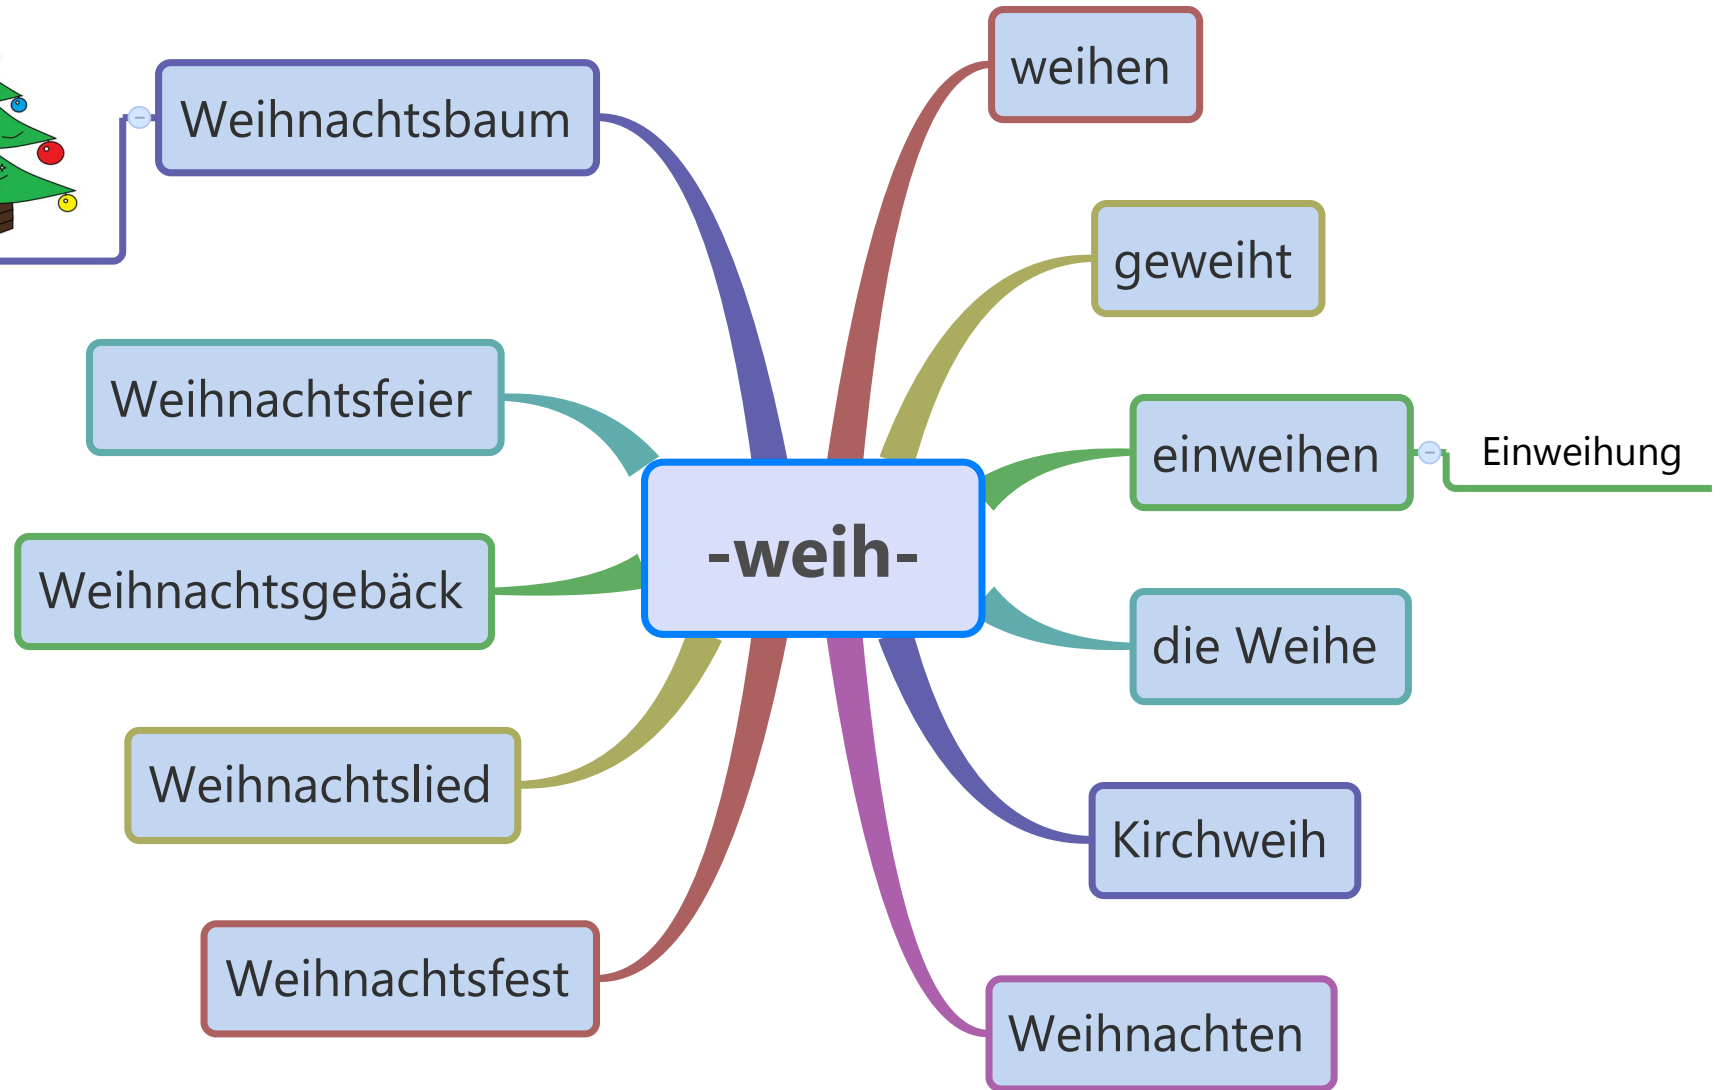 -weih-
weihen
geweiht
einweihen
Einweihung
die Weihe
Kirchweih
Weihnachten
Weihnachtsfest
Weihnachtslied
Weihnachtsgebäck
Weihnachtsfeier
Weihnachtsbaum